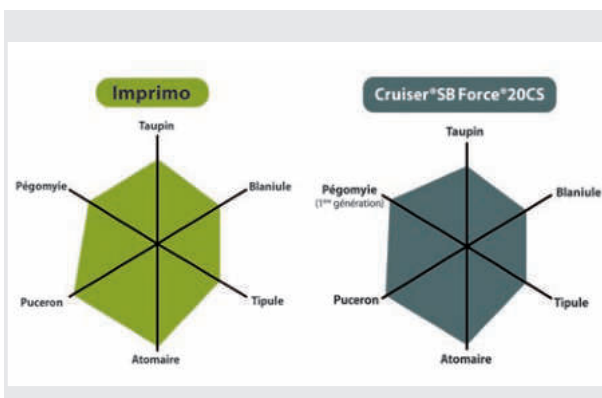 Imprimo
Taupin
Pégomyie
Blaniule
Puceron
Tipule
Atomaire
Cruiser®SB Force®20CS
Taupin
Pégomyie
(1ère génération)
Blaniule
Puceron
Tipule
Atomaire